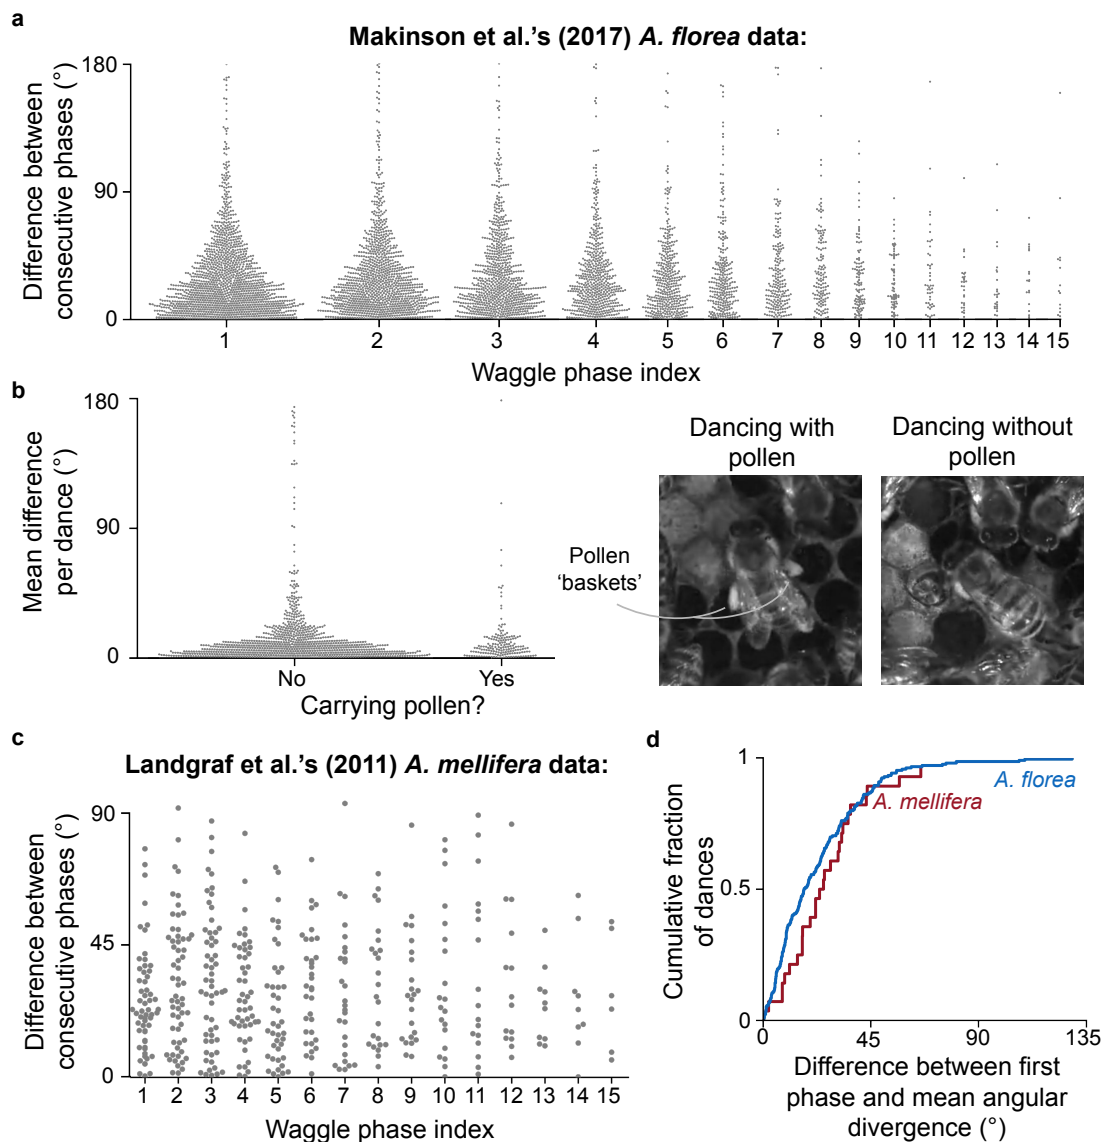 a
Makinson et al.'s (2017) A. florea data:
Difference between
consecutive phases (°)
180
90
0
1 2 3 4 5 6 7 8 9 10 11 12 13 14 15
Waggle phase index
b
Mean difference
per dance (°)
180
90
0
No Yes
Carrying pollen?
Dancing with
pollen
Dancing without
pollen
Pollen
'baskets'
c
Landgraf et al.'s (2011) A. mellifera data:
Difference between
consecutive phases (°)
90
45
0
1 2 3 4 5 6 7 8 9 10 11 12 13 14 15
Waggle phase index
d
Cumulative fraction
of dances
1
0.5
0
A. florea
A. mellifera
0 45 90 135
Difference between first
phase and mean angular
divergence (°)